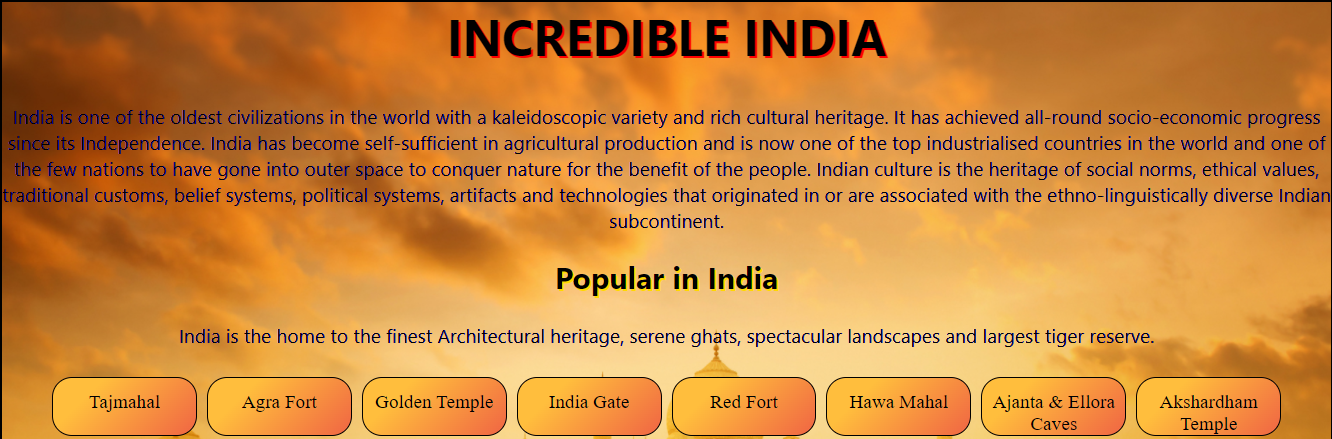 INCREDIBLE INDIA
India is one of the oldest civilizations in the world with a kaleidoscopic variety and rich cultural heritage. It has achieved all-round socio-economic progress
since its Independence. India has become self-sufficient in agricultural production and is now one of the top industrialised countries in the world and one of
the few nations to have gone into outer space to conquer nature for the benefit of the people. Indian culture is the heritage of social norms, ethical values,
traditional customs, belief systems, political systems, artifacts and technologies that originated in or are associated with the ethno-linguistically diverse Indian
subcontinent.
Popular in India
India is the home to the finest Architectural heritage, serene ghats, spectacular landscapes and largest tiger reserve.
Tajmahal
Agra Fort
Golden Temple
India Gate
Red Fort
Hawa Mahal
Ajanta & Ellora
Caves
Akshardham
Temple